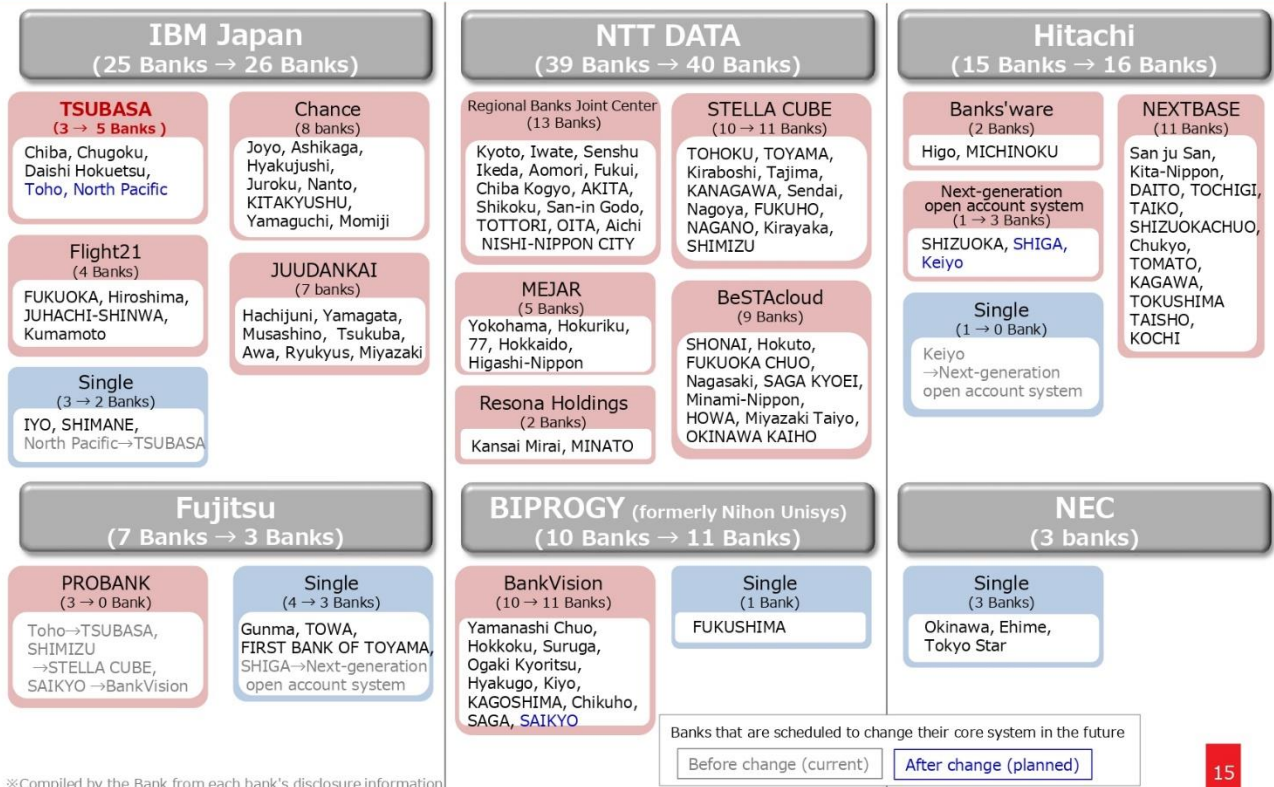 IBM Japan
(25 Banks → 26 Banks)
TSUBASA
(3 → 5 Banks )
Chiba, Chugoku,
Daishi Hokuetsu,
Toho, North Pacific
Chance
(8 banks)
Joyo, Ashikaga,
Hyakujushi,
Juroku, Nanto,
KITAKYUSHU,
Yamaguchi, Momiji
Flight21
(4 Banks)
FUKUOKA, Hiroshima,
JUHACHI-SHINWA,
Kumamoto
JUUDANKAI
(7 banks)
Hachijuni, Yamagata,
Musashino, Tsukuba,
Awa, Ryukyus, Miyazaki
Single
(3 → 2 Banks)
IYO, SHIMANE,
North Pacific→TSUBASA
NTT DATA
(39 Banks → 40 Banks)
Regional Banks Joint Center
(13 Banks)
Kyoto, Iwate, Senshu
Ikeda, Aomori, Fukui,
Chiba Kogyo, AKITA,
Shikoku, San-in Godo,
TOTTORI, OITA, Aichi
NISHI-NIPPON CITY
STELLA CUBE
(10 → 11 Banks)
TOHOKU, TOYAMA,
Kiraboshi, Tajima,
KANAGAWA, Sendai,
Nagoya, FUKUHO,
NAGANO, Kirayaka,
SHIMIZU
MEJAR
(5 Banks)
Yokohama, Hokuriku,
77, Hokkaido,
Higashi-Nippon
BeSTAcloud
(9 Banks)
SHONAI, Hokuto,
FUKUOKA CHUO,
Nagasaki, SAGA KYOEI,
Minami-Nippon,
HOWA, Miyazaki Taiyo,
OKINAWA KAIHO
Resona Holdings
(2 Banks)
Kansai Mirai, MINATO
Hitachi
(15 Banks → 16 Banks)
Banks'ware
(2 Banks)
Higo, MICHINOKU
Next-generation
open account system
(1 → 3 Banks)
SHIZUOKA, SHIGA,
Keiyo
Single
(1 → 0 Bank)
Keiyo
→Next-generation
open account system
NEXTBASE
(11 Banks)
San ju San,
Kita-Nippon,
DAITO, TOCHIGI,
TAIKO,
SHIZUOKACHUO,
Chukyo,
TOMATO,
KAGAWA,
TOKUSHIMA
TAISHO,
KOCHI
Fujitsu
(7 Banks → 3 Banks)
PROBANK
(3 → 0 Bank)
Toho→TSUBASA,
SHIMIZU
→STELLA CUBE,
SAIKYO →BankVision
Single
(4 → 3 Banks)
Gunma, TOWA,
FIRST BANK OF TOYAMA,
SHIGA→Next-generation
open account system
BIPROGY (formerly Nihon Unisys)
(10 Banks → 11 Banks)
BankVision
(10 → 11 Banks)
Yamanashi Chuo,
Hokkoku, Suruga,
Ogaki Kyoritsu,
Hyakugo, Kiyo,
KAGOSHIMA, Chikuho,
SAGA, SAIKYO
Single
(1 Bank)
FUKUSHIMA
NEC
(3 banks)
Single
(3 Banks)
Okinawa, Ehime,
Tokyo Star
Banks that are scheduled to change their core system in the future
Before change (current)
After change (planned)
※Compiled by the Bank from each bank's disclosure information
15